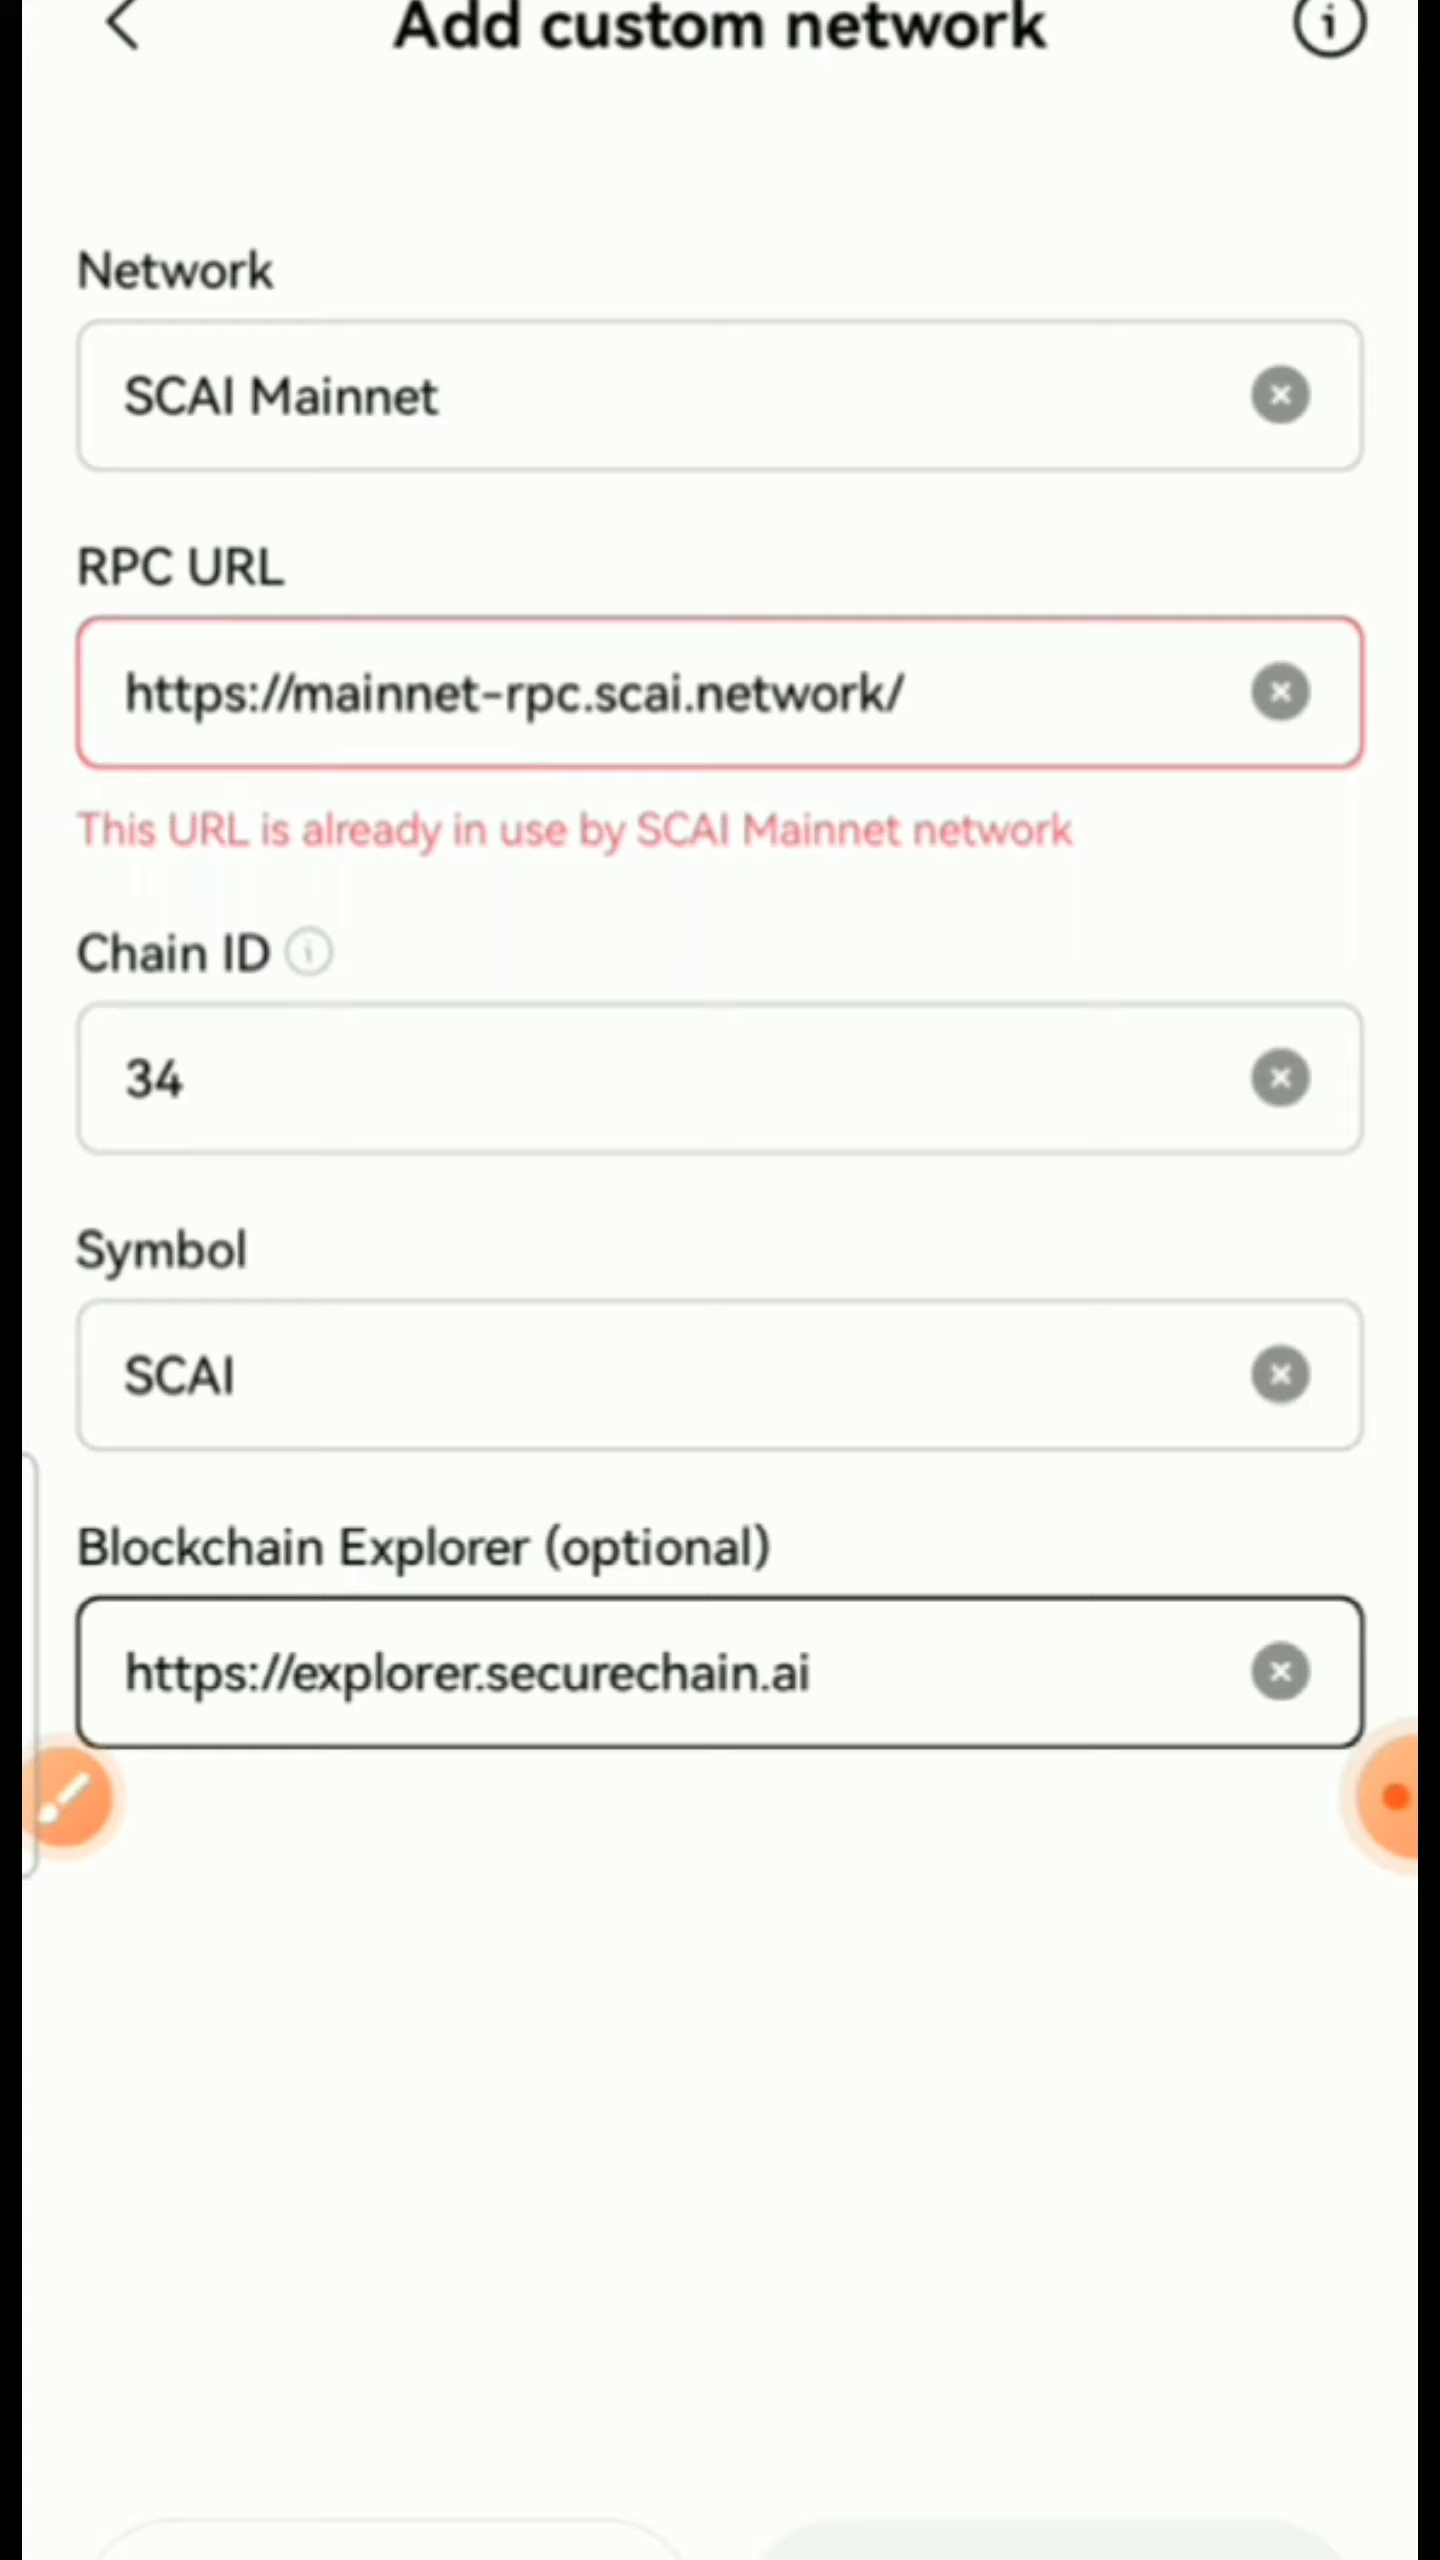 Add custom network
Network
SCAI Mainnet
RPC URL
https://mainnet-rpc.scai.network/
This URL is already in use by SCAI Mainnet network
Chain ID
34
Symbol
SCAI
Blockchain Explorer (optional)
https://explorer.securechain.ai